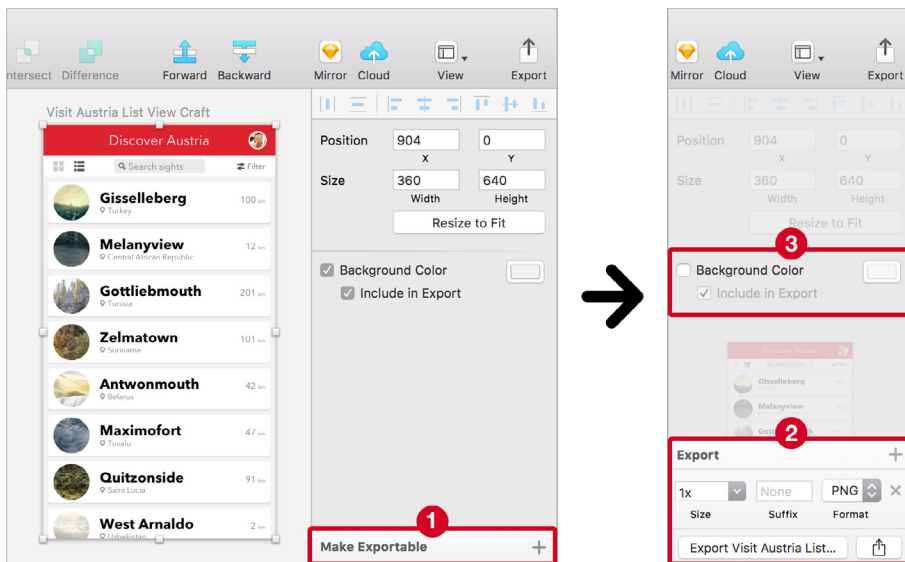 ntersect Difference Forward Backward Mirror Cloud View Export
Visit Austria List View Craft
Discover Austria
Search sights
Filter
Gisselleberg
Turkey
100 km
Melanyview
Central African Republic
12 km
Gottliebmouth
Tunisia
201 km
Zelmatown
Suriname
101 km
Antwonmouth
Belarus
42 km
Maximofort
Tuvalu
47 km
Quitzonside
Saint Lucia
91 km
West Arnaldo
Uzbekistan
2 km
Position 904 0
X Y
Size 360 640
Width Height
Resize to Fit
Background Color
Include in Export
1
Make Exportable
Mirror Cloud View Export
Position 904 0
X Y
Size 360 640
Width Height
Resize to Fit
3
Background Color
Include in Export
Discover Austria
Gisselleberg
Malanyview
2
Export
1x None PNG
Size Suffix Format
Export Visit Austria List...